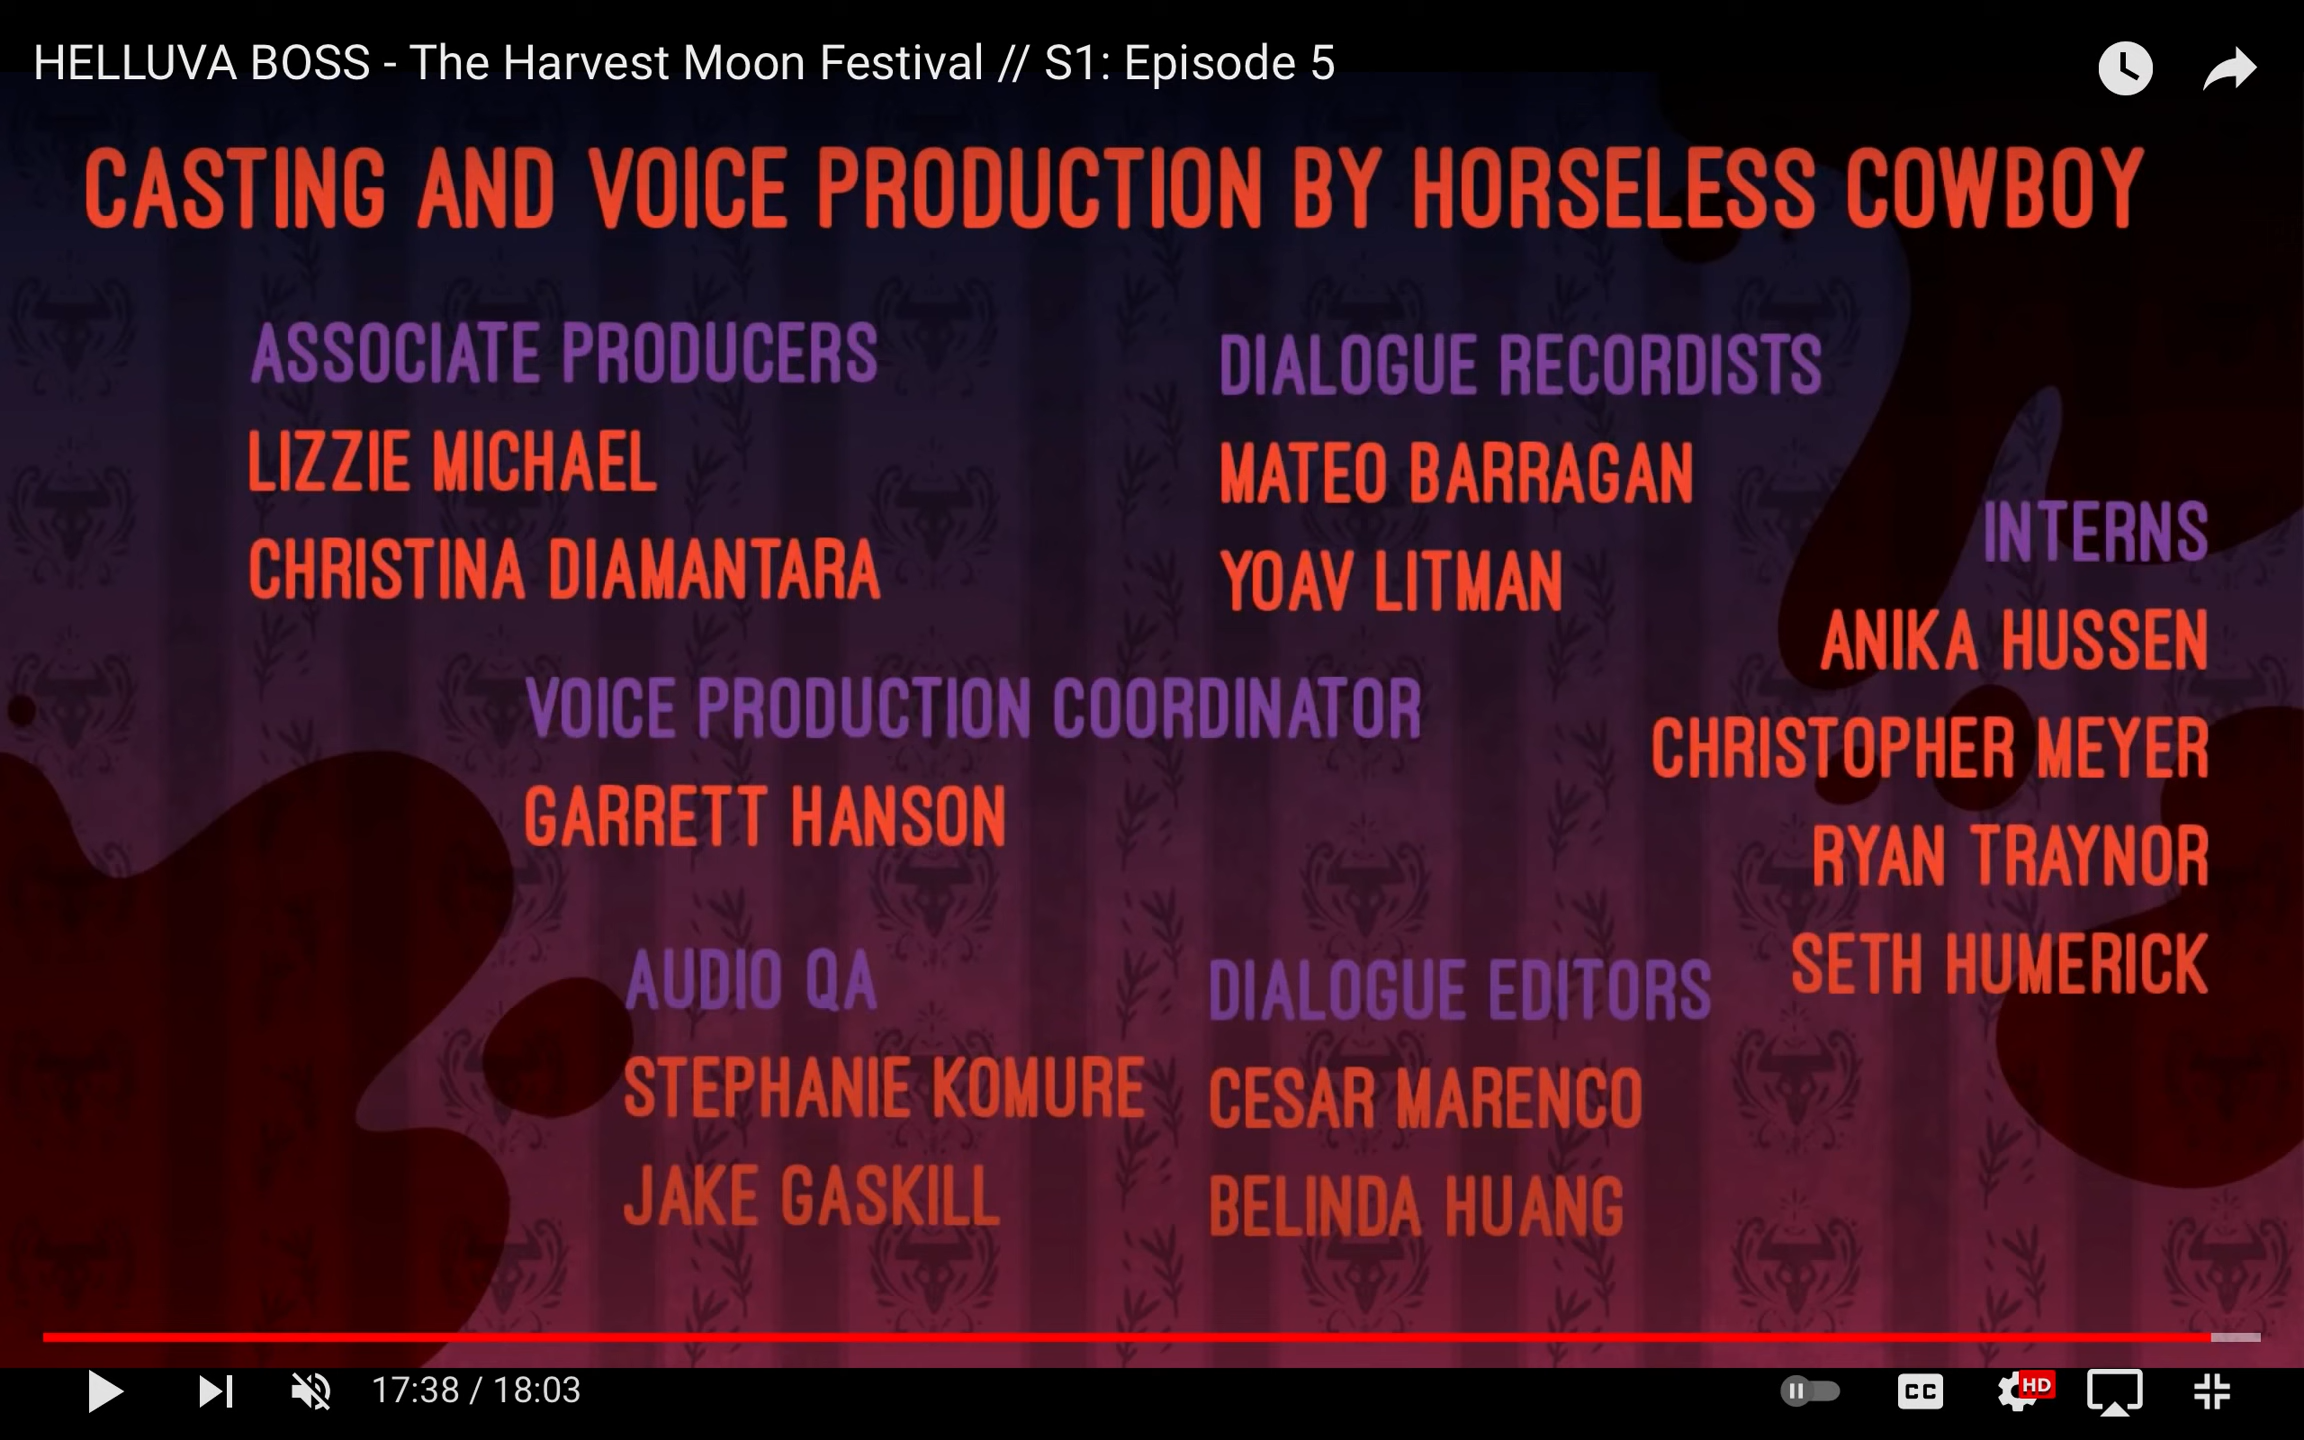 HELLUVA BOSS - The Harvest Moon Festival // S1: Episode 5
CASTING AND VOICE PRODUCTION BY HORSELESS COWBOY
ASSOCIATE PRODUCERS
LIZZIE MICHAEL
CHRISTINA DIAMANTARA
DIALOGUE RECORDISTS
MATEO BARRAGAN
YOAV LITMAN
INTERNS
ANIKA HUSSEN
CHRISTOPHER MEYER
RYAN TRAYNOR
SETH HUMERICK
VOICE PRODUCTION COORDINATOR
GARRETT HANSON
AUDIO QA
STEPHANIE KOMURE
JAKE GASKILL
DIALOGUE EDITORS
CESAR MARENCO
BELINDA HUANG
17:38 / 18:03
CC
HD